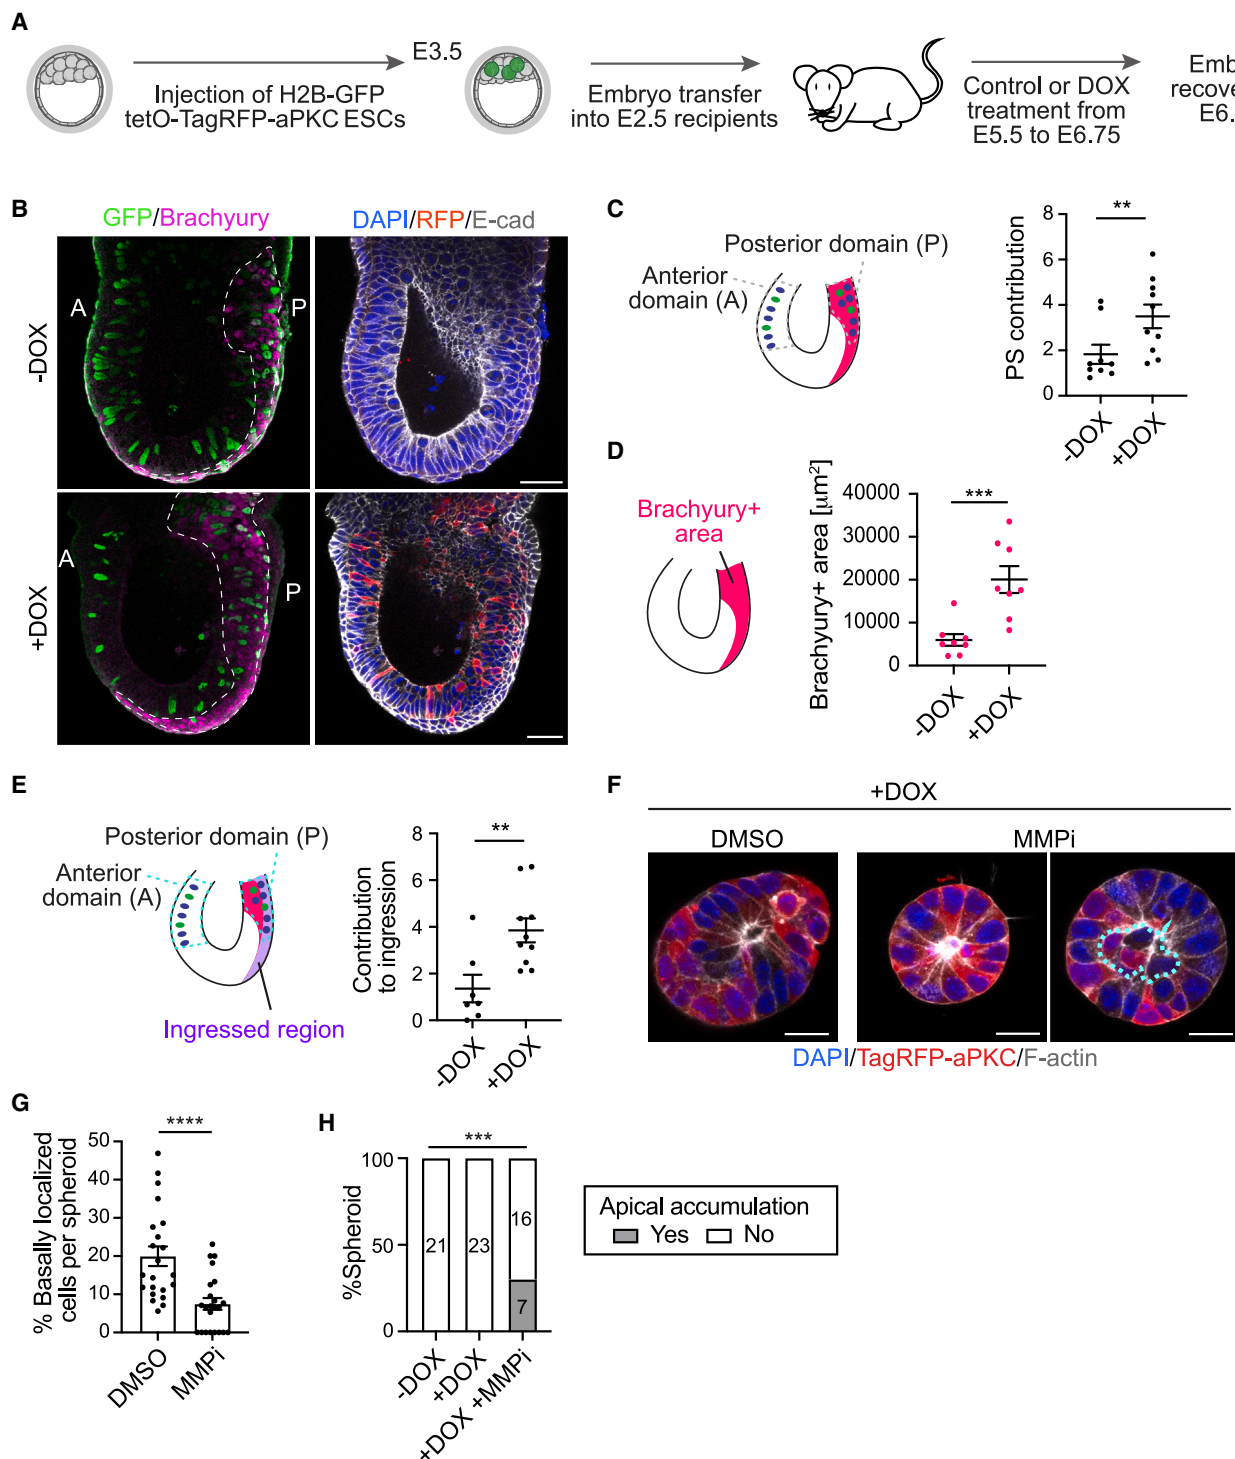 A
E3.5
Injection of H2B-GFP
tetO-TagRFP-aPKC ESCs
Embryo transfer
into E2.5 recipients
Control or DOX
treatment from
E5.5 to E6.75
B
GFP/Brachyury
DAPI/RFP/E-cad
-DOX
A
P
+DOX
A
P
C
Posterior domain (P)
Anterior
domain (A)
PS contribution
8
6
4
2
0
**
-DOX
+DOX
D
Brachyury+
area
Brachyury+ area [µm²]
40000
30000
20000
10000
0
***
-DOX
+DOX
E
Posterior domain (P)
Anterior
domain (A)
Ingressed region
Contribution
to ingression
8
6
4
2
0
**
-DOX
+DOX
F
+DOX
DMSO
MMPi
DAPI/TagRFP-aPKC/F-actin
G
% Basally localized
cells per spheroid
50
40
30
20
10
0
****
DMSO
MMPi
H
%Spheroid
100
50
0
***
21
23
16
7
-DOX
+DOX
+DOX +MMPi
Apical accumulation
Yes
No